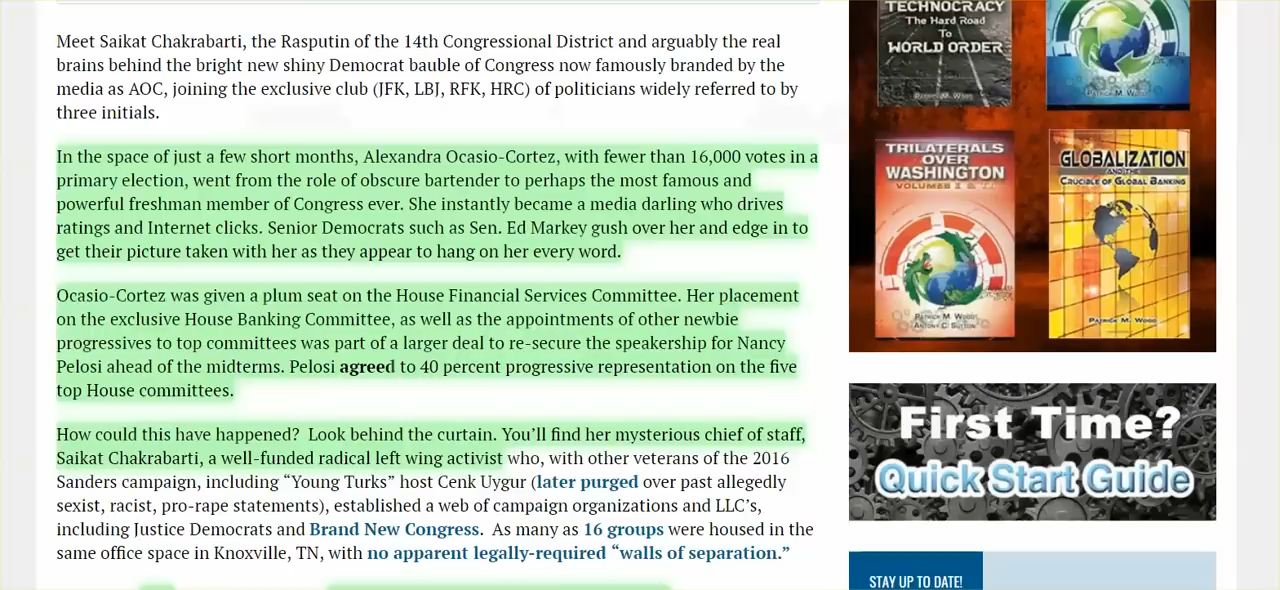 Meet Saikat Chakrabarti, the Rasputin of the 14th Congressional District and arguably the real
brains behind the bright new shiny Democrat bauble of Congress now famously branded by the
media as AOC, joining the exclusive club (JFK, LBJ, RFK, HRC) of politicians widely referred to by
three initials.
In the space of just a few short months, Alexandra Ocasio-Cortez, with fewer than 16,000 votes in a
primary election, went from the role of obscure bartender to perhaps the most famous and
powerful freshman member of Congress ever. She instantly became a media darling who drives
ratings and Internet clicks. Senior Democrats such as Sen. Ed Markey gush over her and edge in to
get their picture taken with her as they appear to hang on her every word.
Ocasio-Cortez was given a plum seat on the House Financial Services Committee. Her placement
on the exclusive House Banking Committee, as well as the appointments of other newbie
progressives to top committees was part of a larger deal to re-secure the speakership for Nancy
Pelosi ahead of the midterms. Pelosi agreed to 40 percent progressive representation on the five
top House committees.
How could this have happened?  Look behind the curtain. You'll find her mysterious chief of staff,
Saikat Chakrabarti, a well-funded radical left wing activist who, with other veterans of the 2016
Sanders campaign, including “Young Turks” host Cenk Uygur (later purged over past allegedly
sexist, racist, pro-rape statements), established a web of campaign organizations and LLC's,
including Justice Democrats and Brand New Congress.  As many as 16 groups were housed in the
same office space in Knoxville, TN, with no apparent legally-required “walls of separation.”
TECHNOCRACY
The Hard Road
To
WORLD ORDER
PATRICK M. WOOD
PATRICK M. WOOD
TRILATERALS
OVER
WASHINGTON
VOLUMES I & II
PATRICK M. WOOD
ANTONY C. SUTTON
GLOBALIZATION
AND THE
CRUCIBLE OF GLOBAL BANKING
PATRICK M. WOOD
First Time?
Quick Start Guide
STAY UP TO DATE!